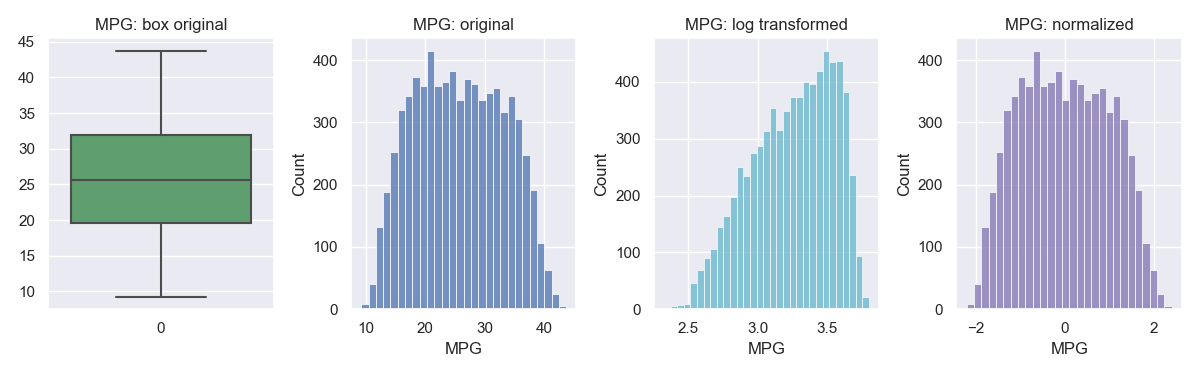 MPG: box original
45
40
35
30
25
20
15
10
0
MPG: original
400
300
200
100
0
Count
10 20 30 40
MPG
MPG: log transformed
400
300
200
100
0
Count
2.5 3.0 3.5
MPG
MPG: normalized
400
300
200
100
0
Count
−2 0 2
MPG